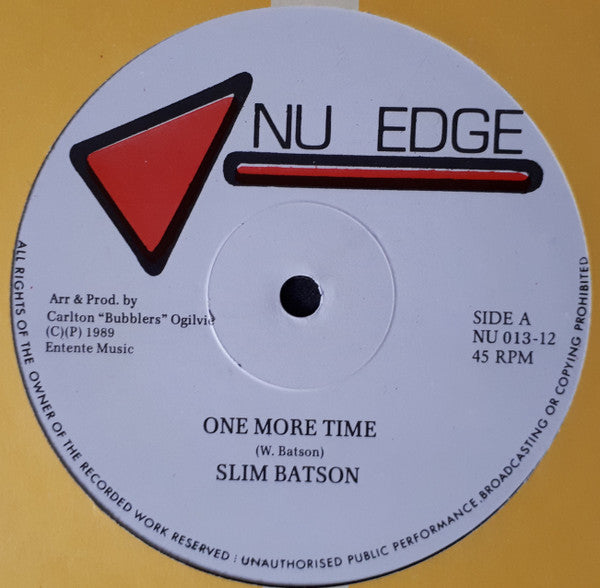 NU EDGE
Arr & Prod. by
Carlton "Bubblers" Ogilvie
(C)(P) 1989
Entente Music
SIDE A
NU 013-12
45 RPM
ONE MORE TIME
(W. Batson)
SLIM BATSON
ALL RIGHTS OF THE OWNER OF THE RECORDED WORK RESERVED : UNAUTHORISED PUBLIC PERFORMANCE, BROADCASTING OR COPYING PROHIBITED